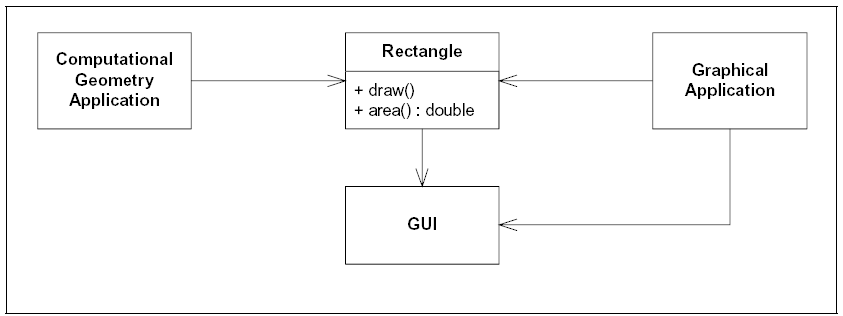 Computational
Geometry
Application
Rectangle
+ draw()
+ area() : double
Graphical
Application
GUI